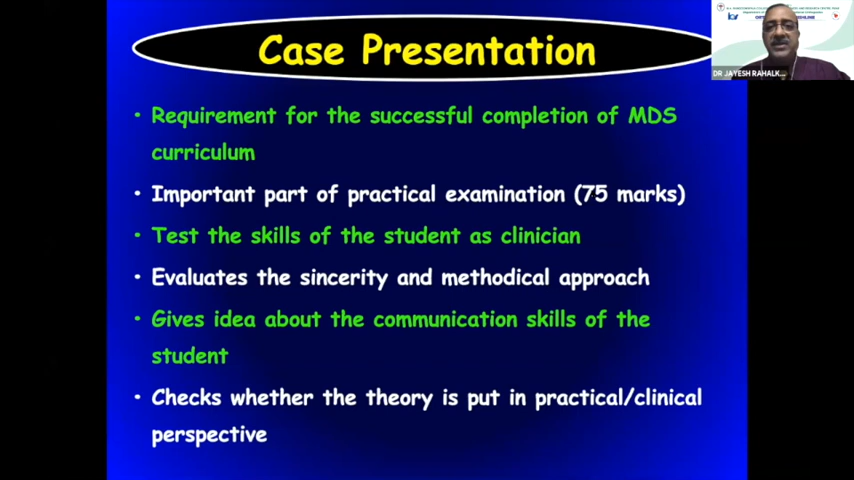 Case Presentation
• Requirement for the successful completion of MDS
curriculum
• Important part of practical examination (75 marks)
• Test the skills of the student as clinician
• Evaluates the sincerity and methodical approach
• Gives idea about the communication skills of the
student
• Checks whether the theory is put in practical/clinical
perspective
DR JAYESH RAHALK...